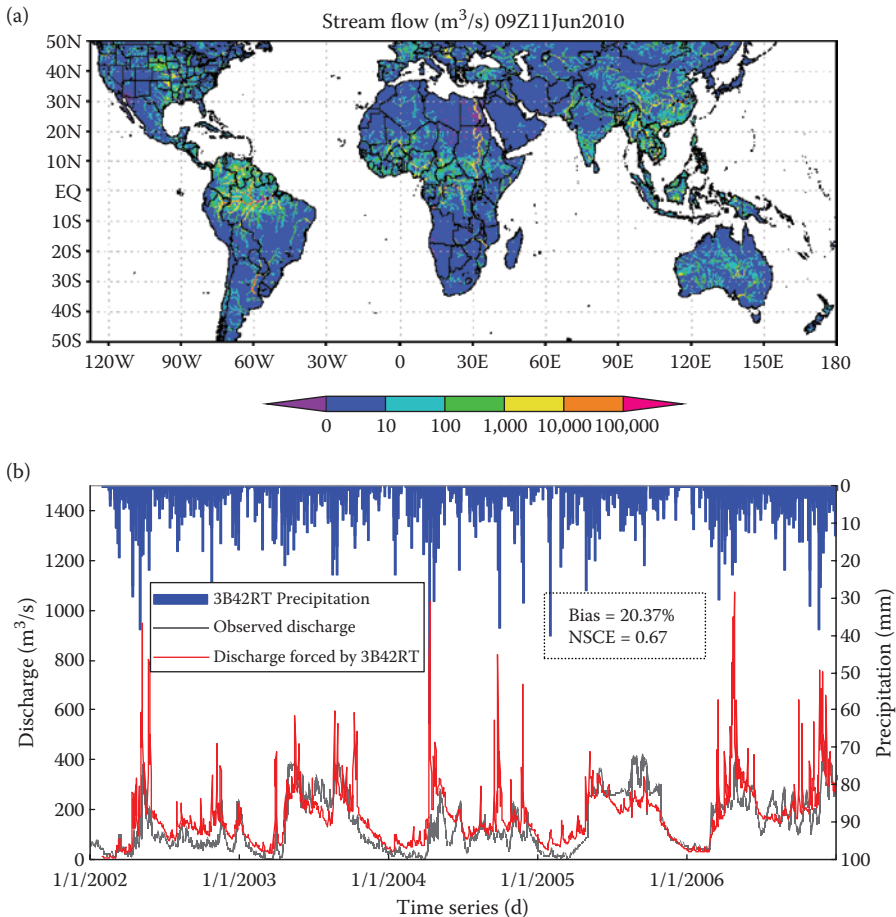 (a)
Stream flow (m³/s) 09Z11Jun2010
50N
40N
30N
20N
10N
EQ
10S
20S
30S
40S
50S
120W 90W 60W 30W 0 30E 60E 90E 120E 150E 180
0 10 100 1,000 10,000 100,000
(b)
1500
1400
1200
1000
800
600
400
200
0
Discharge (m³/s)
3B42RT Precipitation
Observed discharge
Discharge forced by 3B42RT
Bias = 20.37%
NSCE = 0.67
0
10
20
30
40
50
60
70
80
90
100
Precipitation (mm)
1/1/2002 1/1/2003 1/1/2004 1/1/2005 1/1/2006
Time series (d)